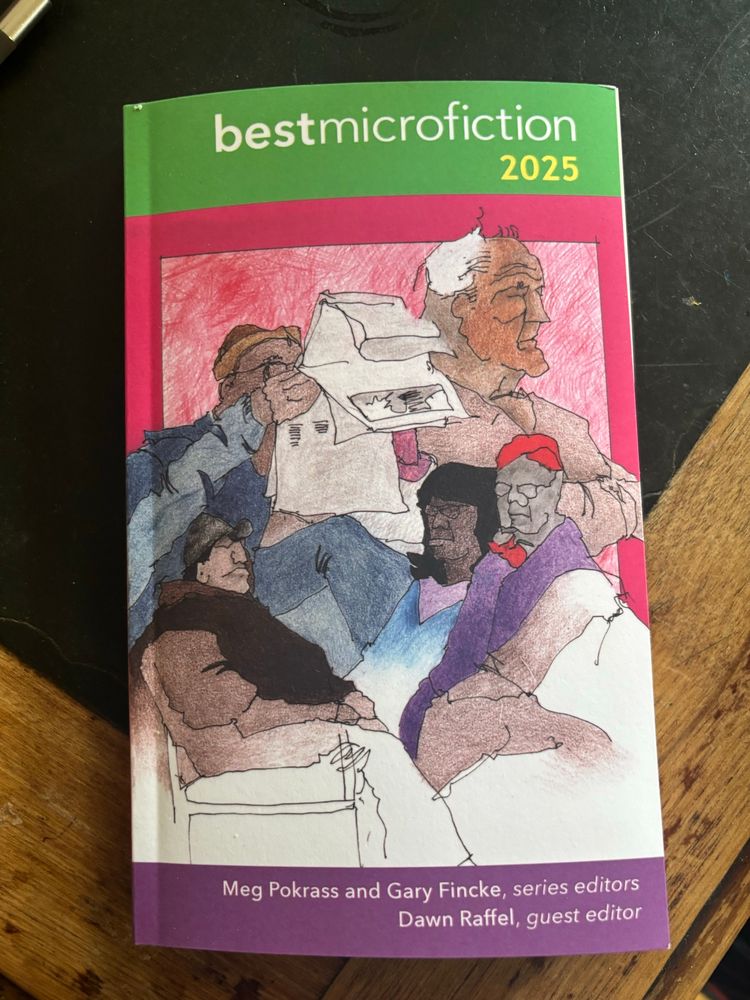 bestmicrofiction
2025
Meg Pokrass and Gary Fincke, series editors
Dawn Raffel, guest editor